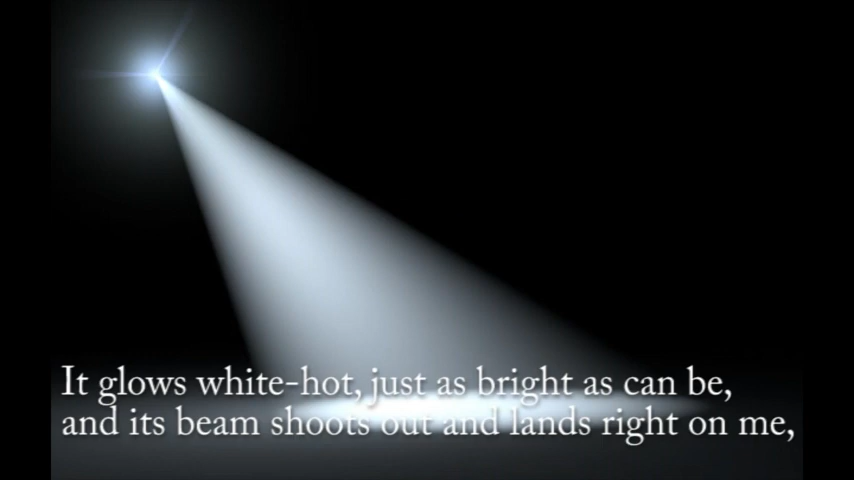 It glows white-hot, just as bright as can be,
and its beam shoots out and lands right on me,